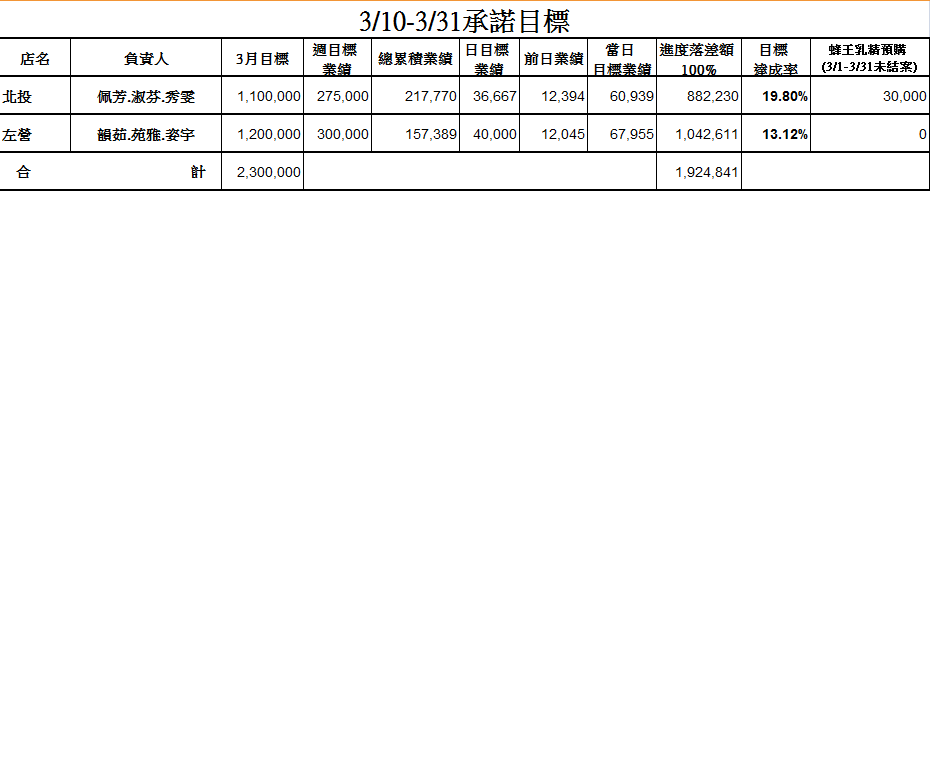 3/10-3/31承諾目標
店名 負責人 3月目標 週目標業績 總累積業績 日目標業績 前日業績 當日目標業績 進度落差額100% 目標達成率 蜂王乳精預購(3/1-3/31未結案)
北投 佩芳.淑芬.秀雯 1,100,000 275,000 217,770 36,667 12,394 60,939 882,230 19.80% 30,000
左營 韻茹.苑雅.姿宇 1,200,000 300,000 157,389 40,000 12,045 67,955 1,042,611 13.12% 0
合 計 2,300,000 1,924,841